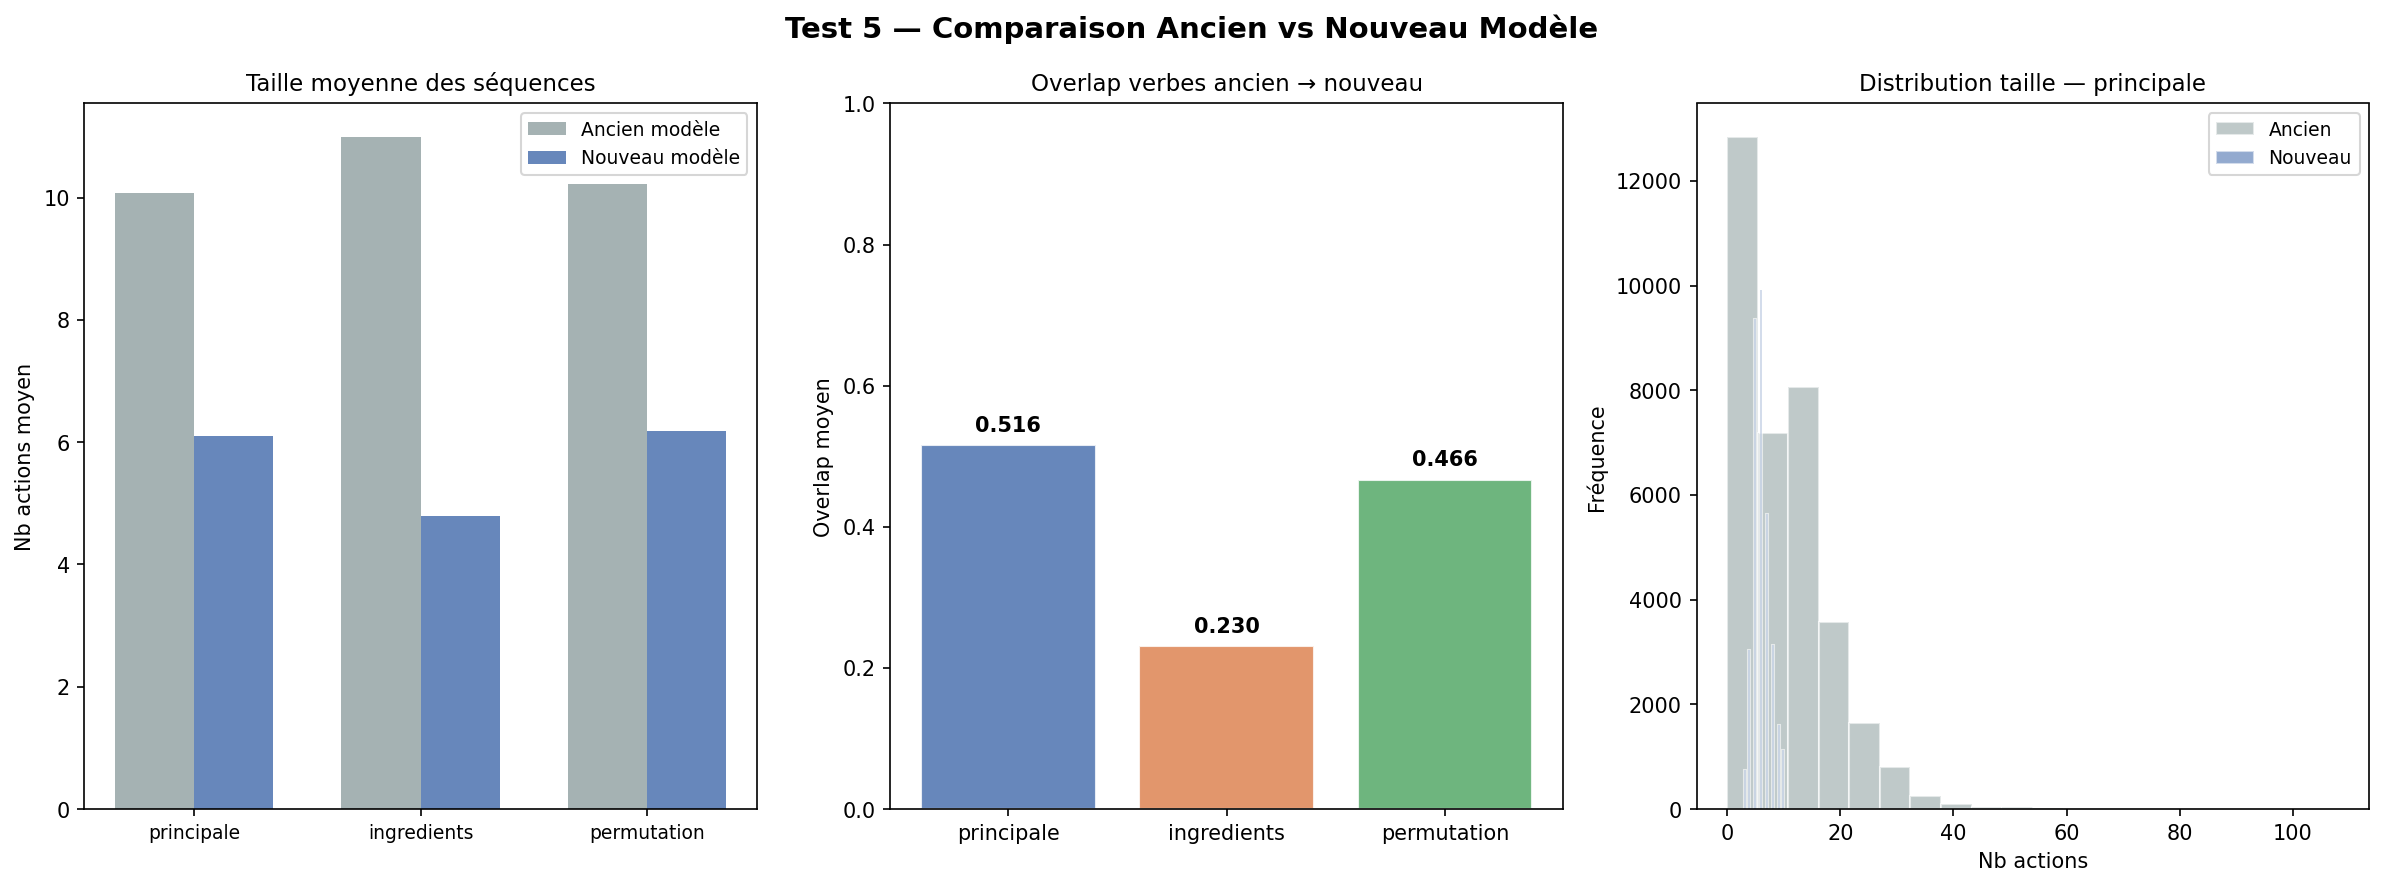 Test 5 — Comparaison Ancien vs Nouveau Modèle
Taille moyenne des séquences
Nb actions moyen
10
8
6
4
2
0
Ancien modèle
Nouveau modèle
principale
ingredients
permutation
Overlap verbes ancien → nouveau
Overlap moyen
1.0
0.8
0.6
0.4
0.2
0.0
0.516
0.230
0.466
principale
ingredients
permutation
Distribution taille — principale
Fréquence
12000
10000
8000
6000
4000
2000
0
Ancien
Nouveau
0
20
40
60
80
100
Nb actions